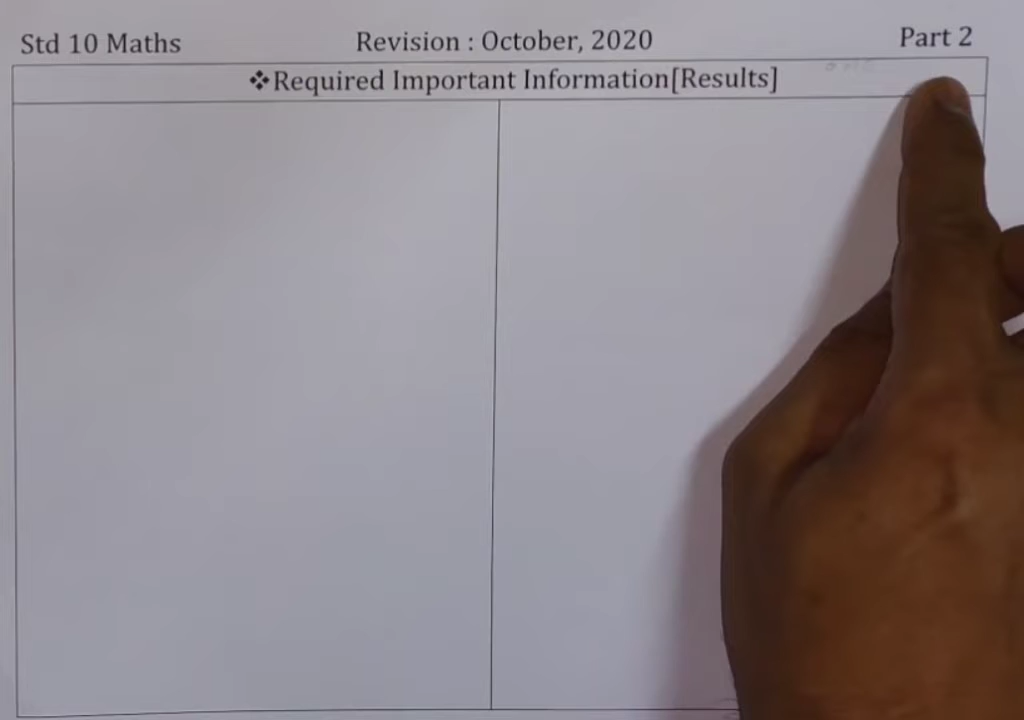 Std 10 Maths Revision : October, 2020 Part 2
❖Required Important Information[Results]